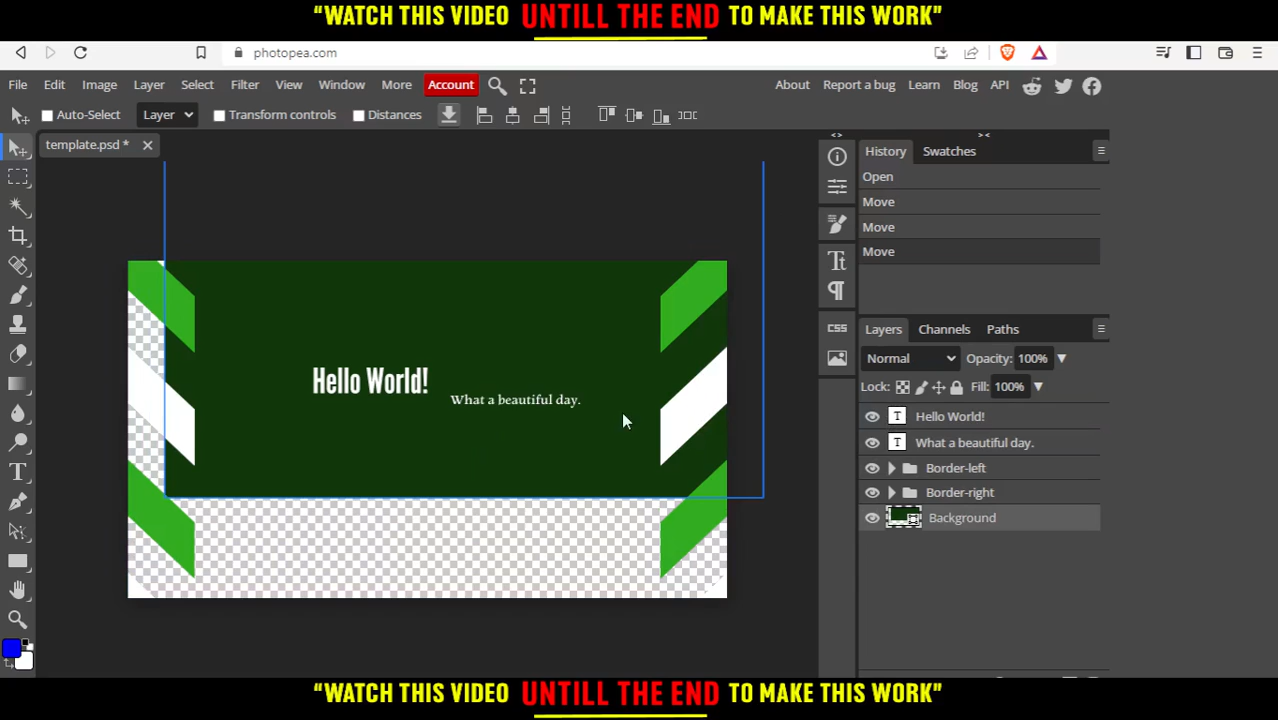 “WATCH THIS VIDEO UNTILL THE END TO MAKE THIS WORK”
photopea.com
File Edit Image Layer Select Filter View Window More Account About Report a bug Learn Blog API
Auto-Select Layer Transform controls Distances
template.psd *
> <
> <
History Swatches
Open
Move
Move
Move
Hello World!
What a beautiful day.
CSS
Layers Channels Paths
Normal Opacity: 100%
Lock: Fill: 100%
T Hello World!
T What a beautiful day.
Border-left
Border-right
Background
“WATCH THIS VIDEO UNTILL THE END TO MAKE THIS WORK”